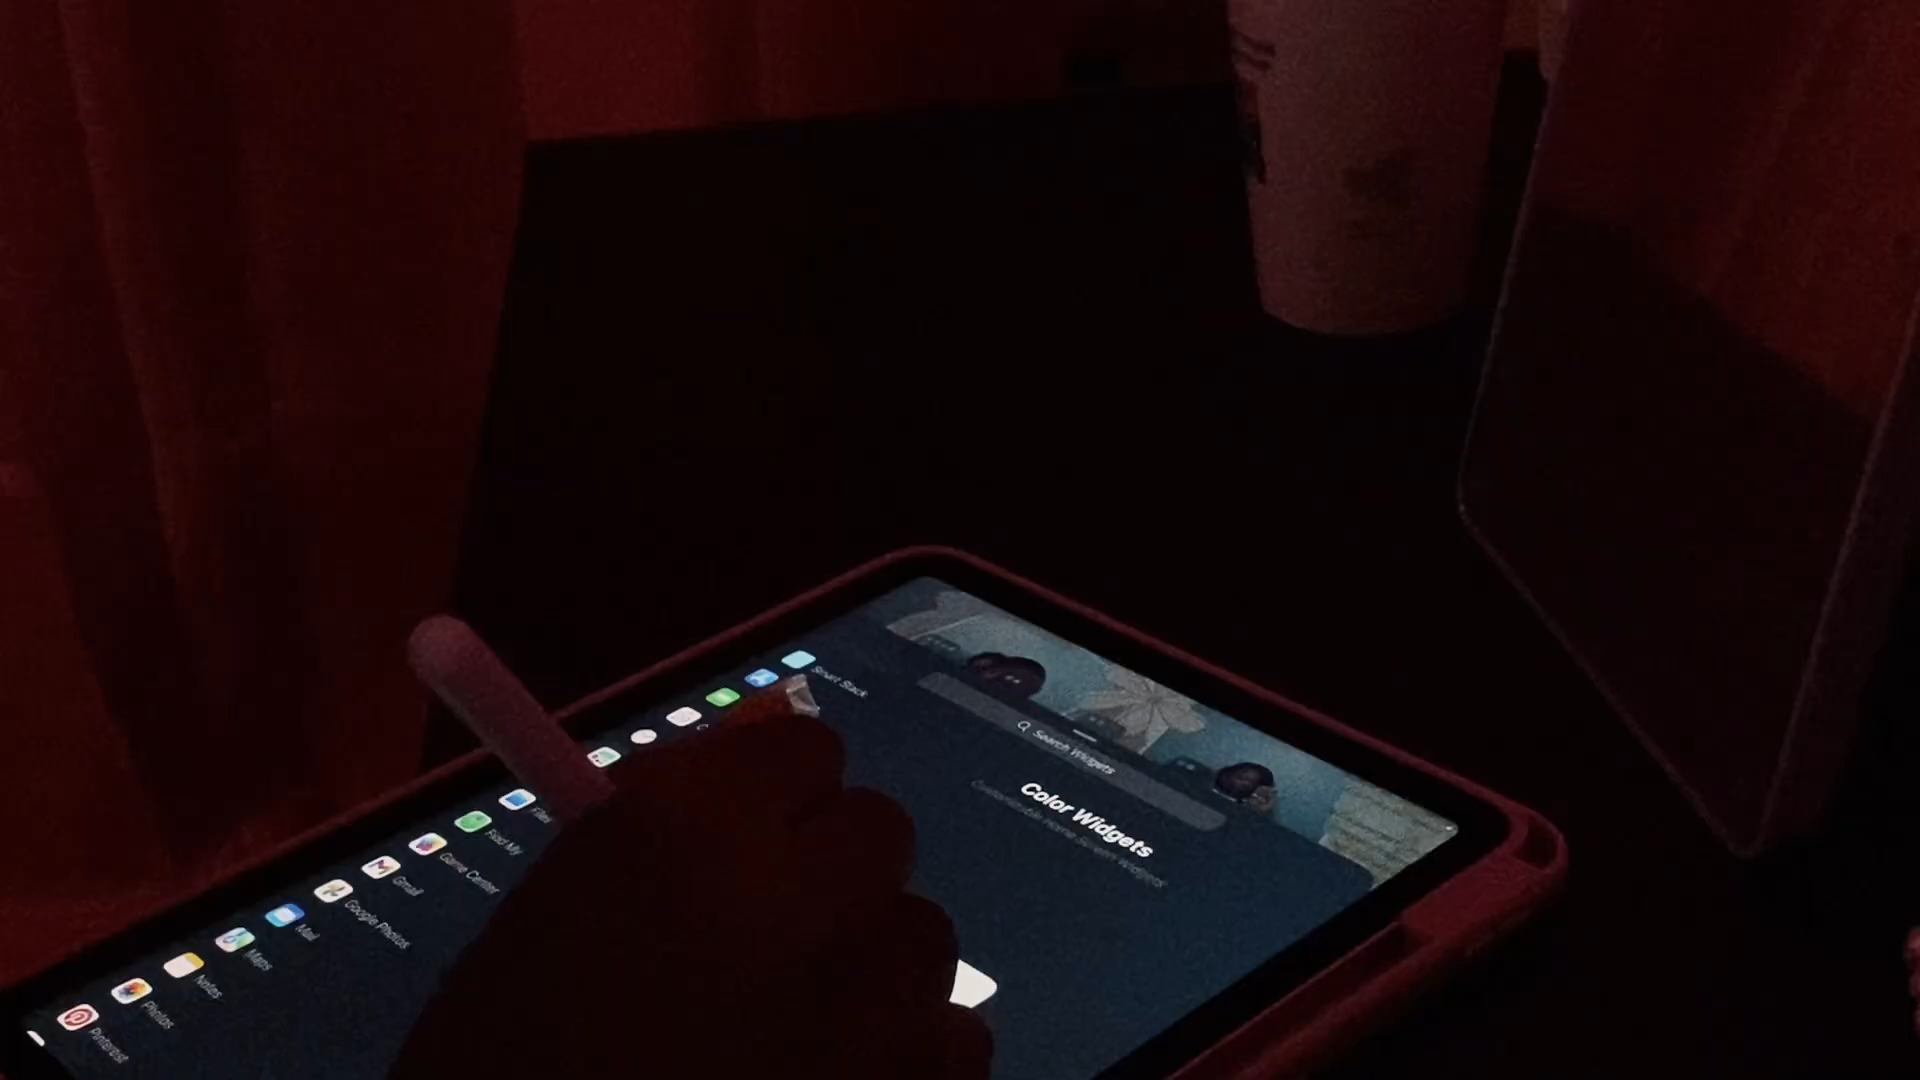 Smart Stack
Files
Find My
Game Center
Gmail
Google Photos
Mail
Maps
Notes
Photos
Pinterest
Search Widgets
Color Widgets
Customizable Home Screen Widgets